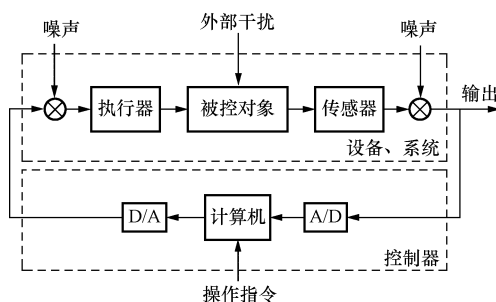 外部干扰
噪声
噪声
执行器
被控对象
传感器
输出
设备、系统
D/A
计算机
A/D
控制器
操作指令